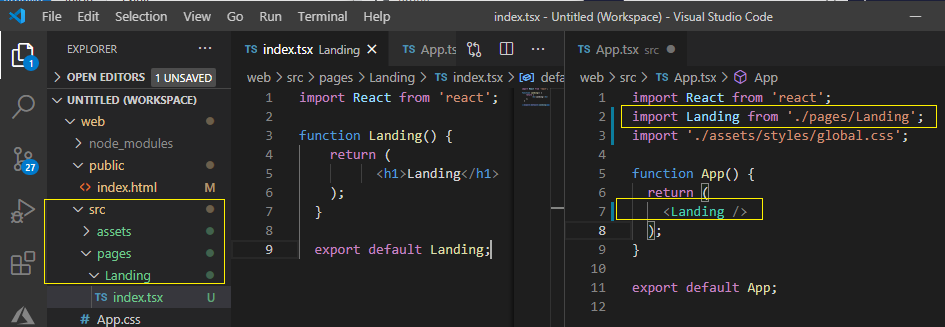 File Edit Selection View Go Run Terminal Help index.tsx - Untitled (Workspace) - Visual Studio Code
EXPLORER
OPEN EDITORS 1 UNSAVED
UNTITLED (WORKSPACE)
web
node_modules
public
index.html M
src
assets
pages
Landing
TS index.tsx U
App.css
1
27
TS index.tsx Landing
TS App.ts
web > src > pages > Landing > TS index.tsx > defa
1 import React from 'react';
2
3 function Landing() {
4 return (
5 <h1>Landing</h1>
6 );
7 }
8
9 export default Landing;
TS App.tsx src
web > src > TS App.tsx > App
1 import React from 'react';
2 import Landing from './pages/Landing';
3 import './assets/styles/global.css';
4
5 function App() {
6 return (
7 <Landing />
8 );
9 }
10
11 export default App;
12